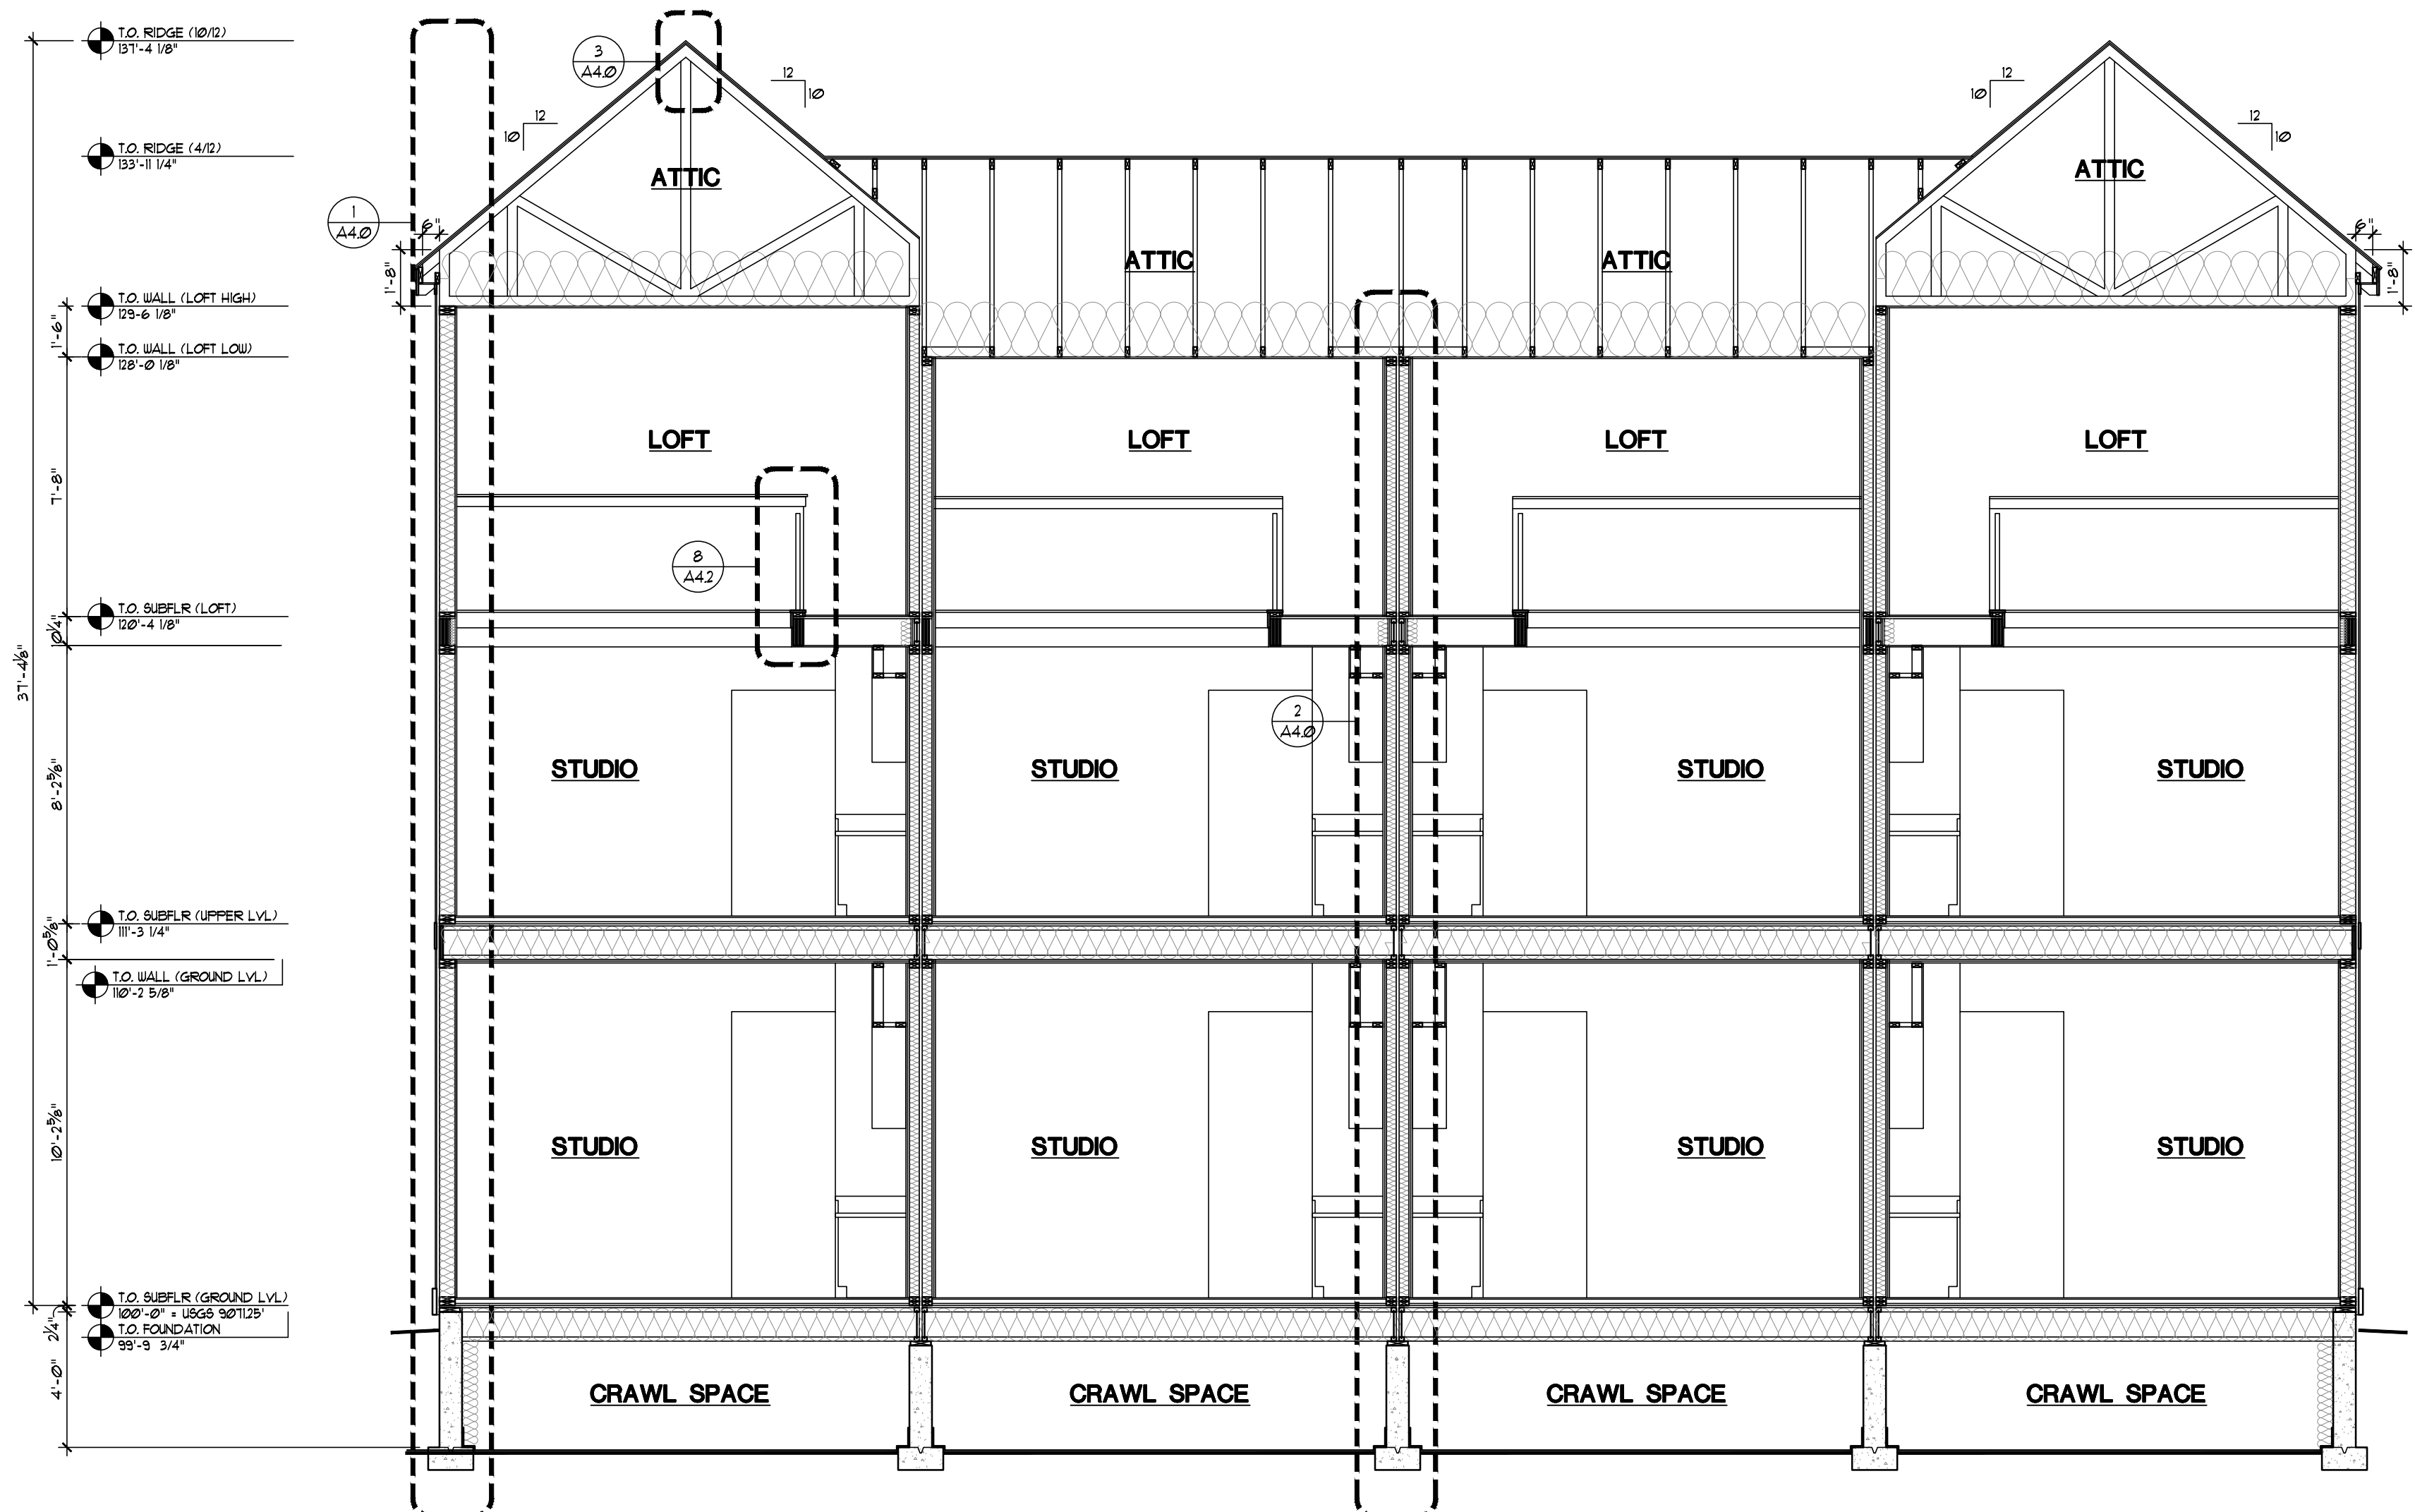 T.O. RIDGE (10/12)
137'-4 1/8"
3
A4.0
12
10
12
10
12
10
12
10
T.O. RIDGE (4/12)
133'-11 1/4"
ATTIC
ATTIC
1
A4.0
6"
6"
1'-8"
1'-8"
ATTIC
ATTIC
T.O. WALL (LOFT HIGH)
129-6 1/8"
1'-6"
T.O. WALL (LOFT LOW)
128'-0 1/8"
LOFT
LOFT
LOFT
LOFT
7'-8"
8
A4.2
T.O. SUBFLR (LOFT)
120'-4 1/8"
10 1/4"
37'-4 1/8"
2
A4.0
8'-2 5/8"
STUDIO
STUDIO
STUDIO
STUDIO
T.O. SUBFLR (UPPER LVL)
111'-3 1/4"
1'-0 5/8"
T.O. WALL (GROUND LVL)
110'-2 5/8"
10'-2 5/8"
STUDIO
STUDIO
STUDIO
STUDIO
T.O. SUBFLR (GROUND LVL)
100'-0" = USGS 9071.25'
2 1/4"
T.O. FOUNDATION
99'-9 3/4"
4'-0"
CRAWL SPACE
CRAWL SPACE
CRAWL SPACE
CRAWL SPACE